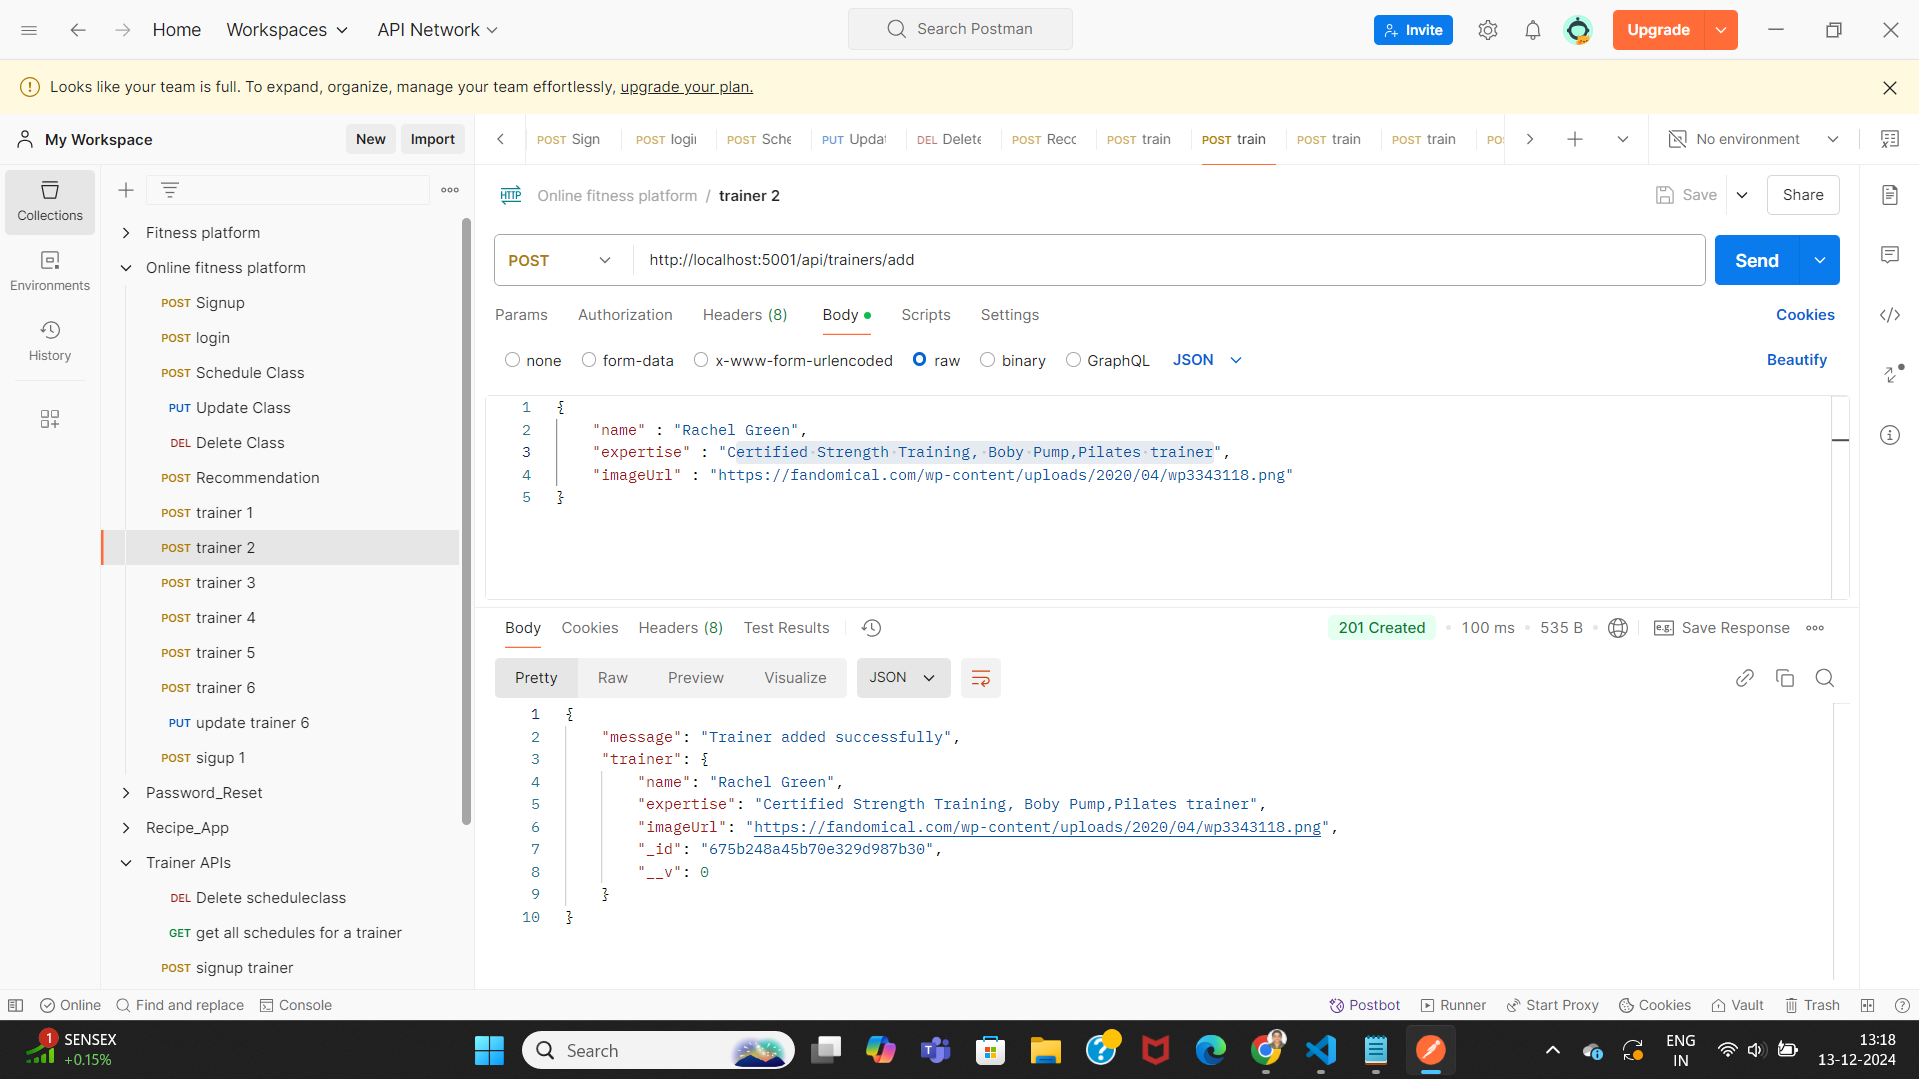 Home
Workspaces
API Network
Search Postman
Invite
Upgrade
Looks like your team is full. To expand, organize, manage your team effortlessly, upgrade your plan.
My Workspace
New
Import
POST Sign
POST login
POST Sche
PUT Updat
DEL Delete
POST Reco
POST train
POST train
POST train
POST train
No environment
Collections
Environments
History
Fitness platform
Online fitness platform
POST Signup
POST login
POST Schedule Class
PUT Update Class
DEL Delete Class
POST Recommendation
POST trainer 1
POST trainer 2
POST trainer 3
POST trainer 4
POST trainer 5
POST trainer 6
PUT update trainer 6
POST sigup 1
Password_Reset
Recipe_App
Trainer APIs
DEL Delete scheduleclass
GET get all schedules for a trainer
POST signup trainer
HTTP Online fitness platform / trainer 2
Save
Share
POST http://localhost:5001/api/trainers/add
Send
Params Authorization Headers (8) Body Scripts Settings
Cookies
none form-data x-www-form-urlencoded raw binary GraphQL JSON
Beautify
1 {
2 "name" : "Rachel Green",
3 "expertise" : "Certified Strength Training, Boby Pump,Pilates trainer",
4 "imageUrl" : "https://fandomical.com/wp-content/uploads/2020/04/wp3343118.png"
5 }
Body Cookies Headers (8) Test Results
201 Created 100 ms 535 B
e.g. Save Response
Pretty Raw Preview Visualize JSON
1 {
2 "message": "Trainer added successfully",
3 "trainer": {
4 "name": "Rachel Green",
5 "expertise": "Certified Strength Training, Boby Pump,Pilates trainer",
6 "imageUrl": "https://fandomical.com/wp-content/uploads/2020/04/wp3343118.png",
7 "_id": "675b248a45b70e329d987b30",
8 "__v": 0
9 }
10 }
Online Find and replace Console
Postbot Runner Start Proxy Cookies Vault Trash
1
SENSEX
+0.15%
Search
ENG
IN
13:18
13-12-2024